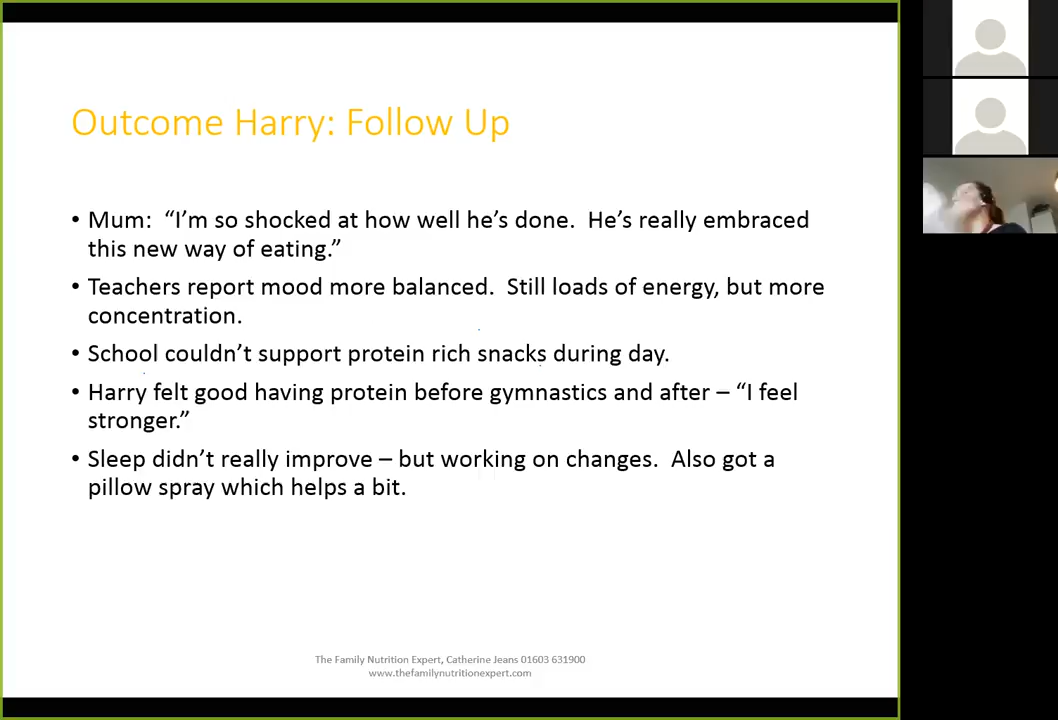 Outcome Harry: Follow Up
• Mum:  “I’m so shocked at how well he’s done.  He’s really embraced
this new way of eating.”
• Teachers report mood more balanced.  Still loads of energy, but more
concentration.
• School couldn’t support protein rich snacks during day.
• Harry felt good having protein before gymnastics and after – “I feel
stronger.”
• Sleep didn’t really improve – but working on changes.  Also got a
pillow spray which helps a bit.
The Family Nutrition Expert, Catherine Jeans 01603 631900
www.thefamilynutritionexpert.com